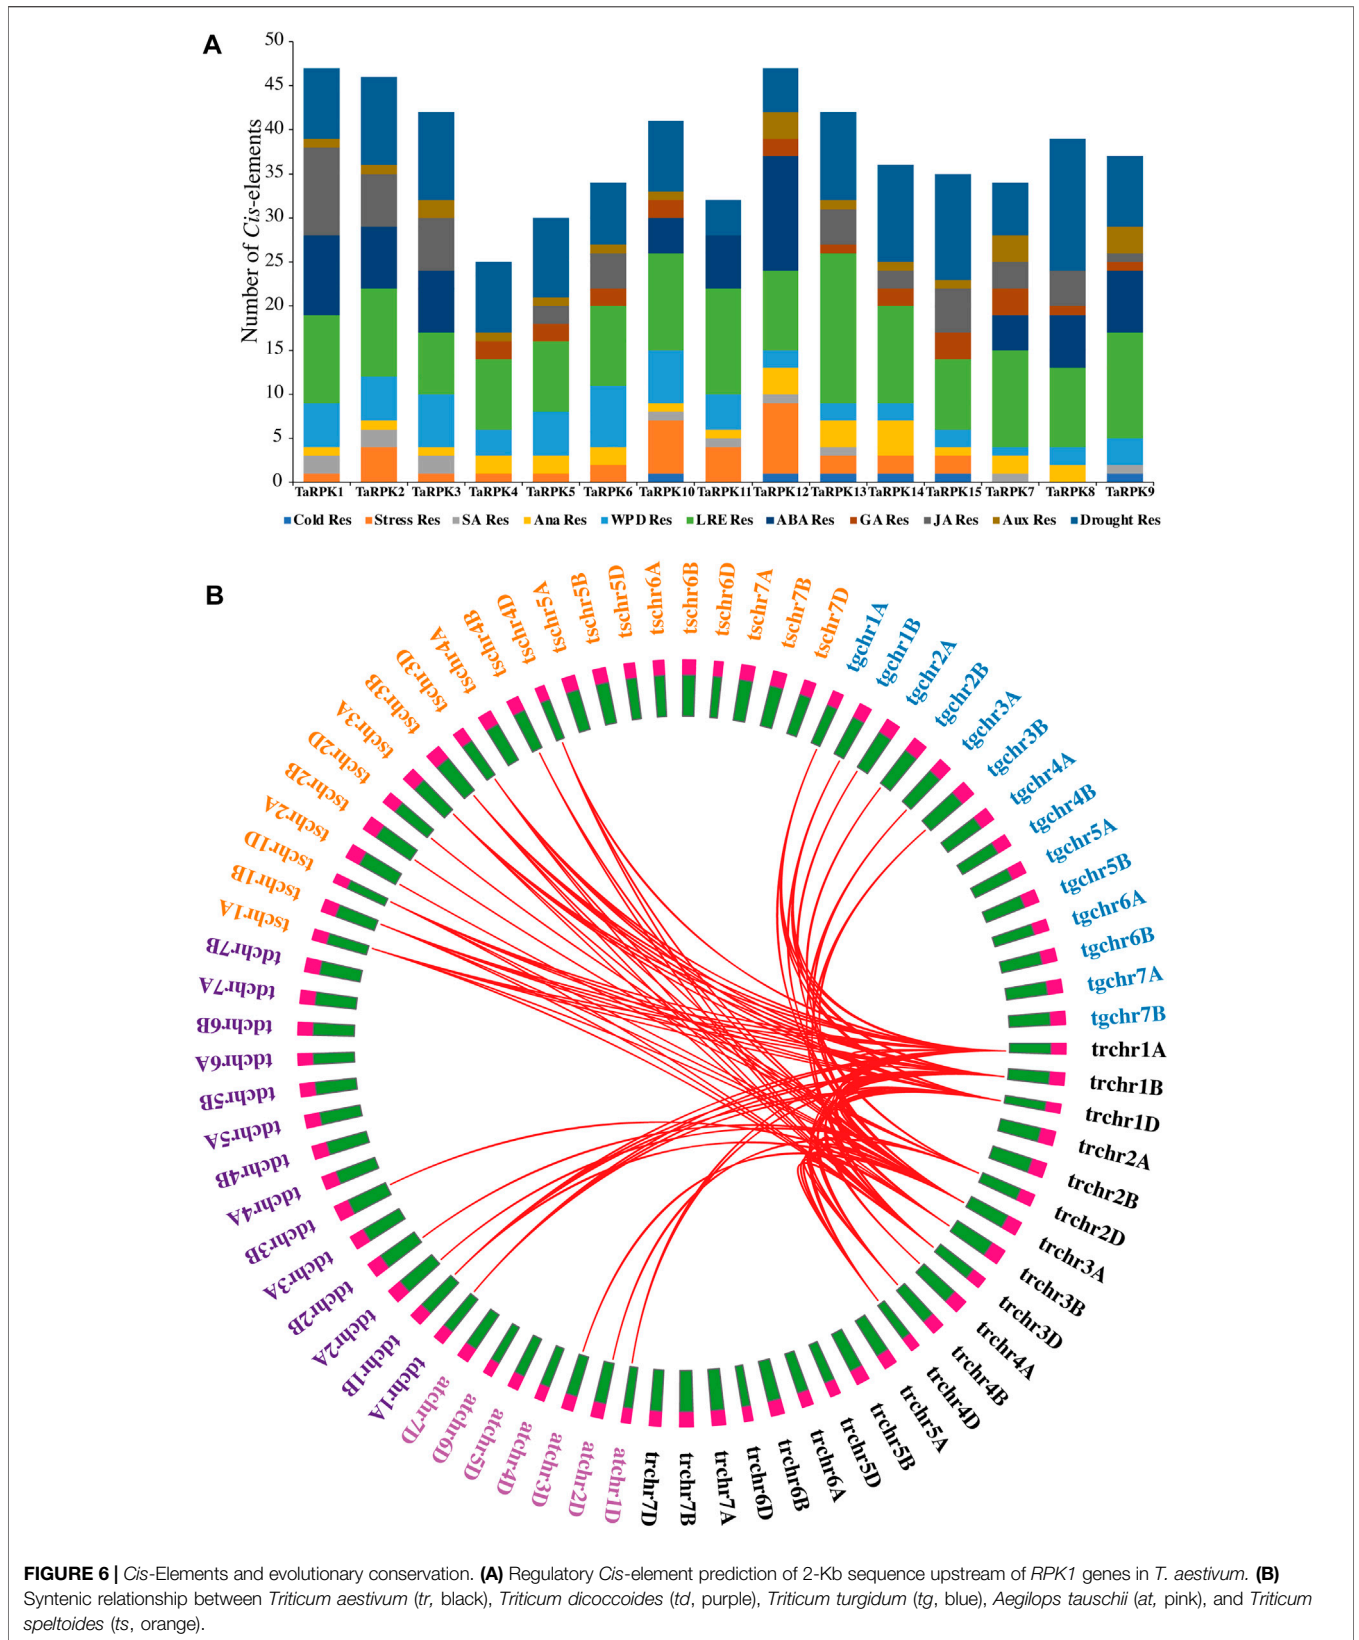 A
50
45
40
35
30
25
20
15
10
5
0
Number of Cis-elements
TaRPK1 TaRPK2 TaRPK3 TaRPK4 TaRPK5 TaRPK6 TaRPK10 TaRPK11 TaRPK12 TaRPK13 TaRPK14 TaRPK15 TaRPK7 TaRPK8 TaRPK9
Cold Res Stress Res SA Res Ana Res WPD Res LRE Res ABA Res GA Res JA Res Aux Res Drought Res
B
tschr1A
tschr1B
tschr1D
tschr2A
tschr2B
tschr2D
tschr3A
tschr3B
tschr3D
tschr4A
tschr4B
tschr4D
tschr5A
tschr5B
tschr5D
tschr6A
tschr6B
tschr6D
tschr7A
tschr7B
tschr7D
tgchr1A
tgchr1B
tgchr2A
tgchr2B
tgchr3A
tgchr3B
tgchr4A
tgchr4B
tgchr5A
tgchr5B
tgchr6A
tgchr6B
tgchr7A
tgchr7B
trchr1A
trchr1B
trchr1D
trchr2A
trchr2B
trchr2D
trchr3A
trchr3B
trchr3D
trchr4A
trchr4B
trchr4D
trchr5A
trchr5B
trchr5D
trchr6A
trchr6B
trchr6D
trchr7A
trchr7B
trchr7D
atchr1D
atchr2D
atchr3D
atchr4D
atchr5D
atchr6D
atchr7D
tdchr1A
tdchr1B
tdchr2A
tdchr2B
tdchr3A
tdchr3B
tdchr4A
tdchr4B
tdchr5A
tdchr5B
tdchr6A
tdchr6B
tdchr7A
tdchr7B
FIGURE 6 | Cis-Elements and evolutionary conservation. (A) Regulatory Cis-element prediction of 2-Kb sequence upstream of RPK1 genes in T. aestivum. (B)
Syntenic relationship between Triticum aestivum (tr, black), Triticum dicoccoides (td, purple), Triticum turgidum (tg, blue), Aegilops tauschii (at, pink), and Triticum
speltoides (ts, orange).